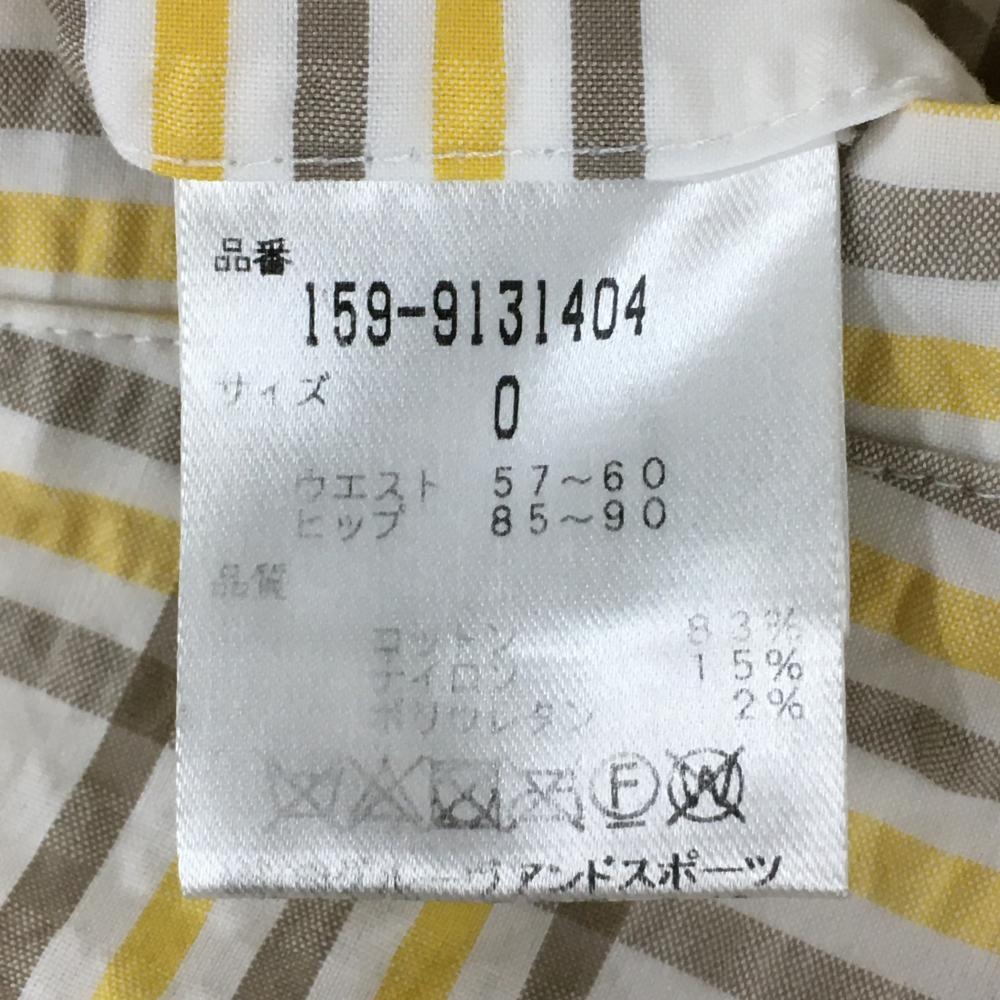 品番
159-9131404
サイズ
0
ウエスト 57~60
ヒップ 85~90
品質
コットン 83%
ナイロン 15%
ポリウレタン 2%
F W
アンドスポーツ